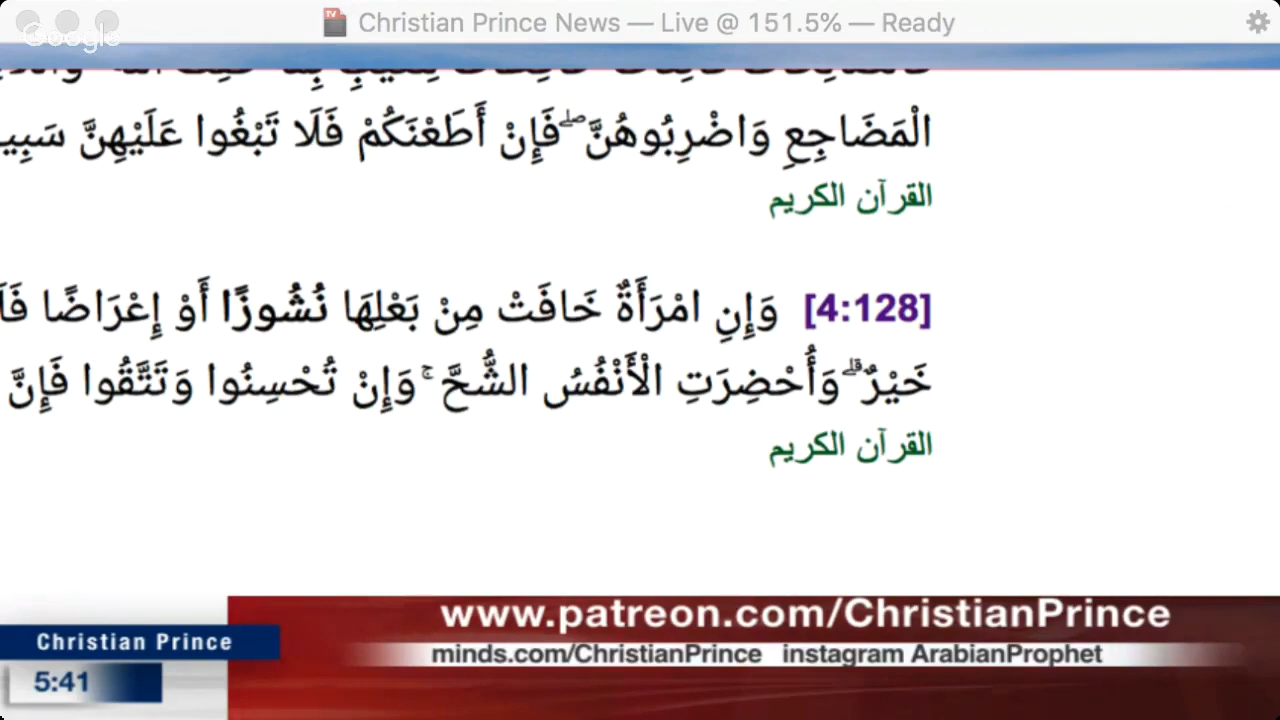 Google
Christian Prince News — Live @ 151.5% — Ready
الْمَضَاجِعِ وَاضْرِبُوهُنَّ ۖ فَإِنْ أَطَعْنَكُمْ فَلَا تَبْغُوا عَلَيْهِنَّ
القرآن الكريم
[4:128] وَإِنِ امْرَأَةٌ خَافَتْ مِنْ بَعْلِهَا نُشُوزًا أَوْ إِعْرَاضًا
خَيْرٌ ۗ وَأُحْضِرَتِ الْأَنْفُسُ الشُّحَّ ۚ وَإِنْ تُحْسِنُوا وَتَتَّقُوا فَإِنَّ
القرآن الكريم
www.patreon.com/ChristianPrince
Christian Prince
minds.com/ChristianPrince instagram ArabianProphet
5:41